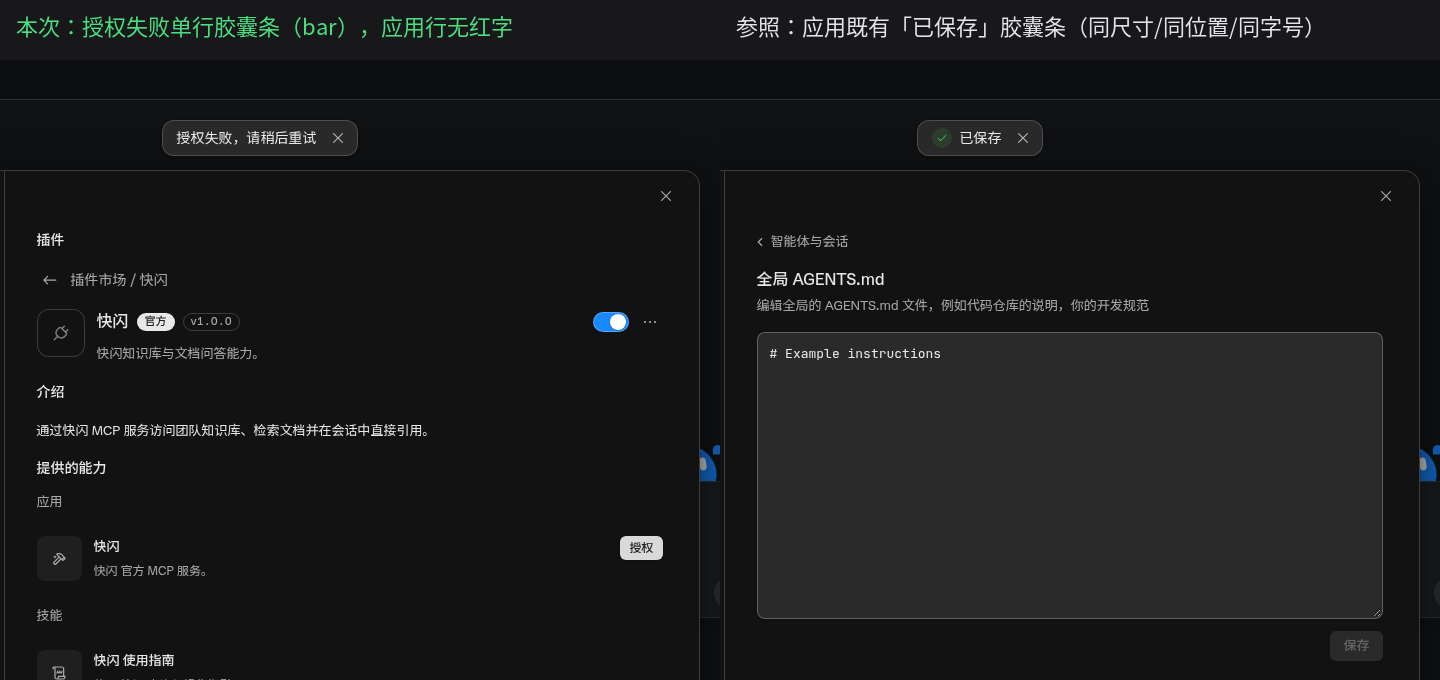 本次：授权失败单行胶囊条（bar），应用行无红字
授权失败，请稍后重试
插件
插件市场 / 快闪
快闪 官方 v1.0.0
快闪知识库与文档问答能力。
介绍
通过快闪 MCP 服务访问团队知识库、检索文档并在会话中直接引用。
提供的能力
应用
快闪 授权
快闪 官方 MCP 服务。
技能
快闪 使用指南
参照：应用既有「已保存」胶囊条（同尺寸/同位置/同字号）
已保存
智能体与会话
全局 AGENTS.md
编辑全局的 AGENTS.md 文件，例如代码仓库的说明，你的开发规范
# Example instructions
保存